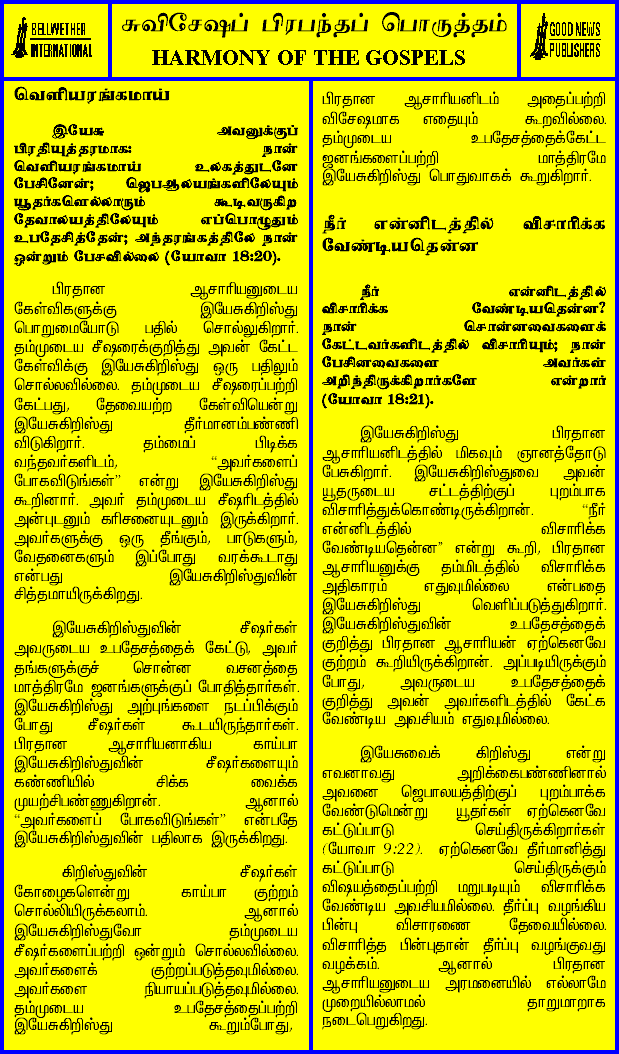 BELLWETHER
INTERNATIONAL
சுவிசேஷப் பிரபந்தப் பொருத்தம்
HARMONY OF THE GOSPELS
GOOD NEWS
PUBLISHERS
வெளியரங்கமாய்
இயேசு அவனுக்குப்
பிரதியுத்தரமாக: நான்
வெளியரங்கமாய் உலகத்துடனே
பேசினேன்; ஜெபஆலயங்களிலேயும்
யூதர்களெல்லாரும் கூடிவருகிற
தேவாலயத்திலேயும் எப்பொழுதும்
உபதேசித்தேன்; அந்தரங்கத்திலே நான்
ஒன்றும் பேசவில்லை (யோவா 18:20).
பிரதான ஆசாரியனுடைய
கேள்விகளுக்கு இயேசுகிறிஸ்து
பொறுமையோடு பதில் சொல்லுகிறார்.
தம்முடைய சீஷரைக்குறித்து அவன் கேட்ட
கேள்விக்கு இயேசுகிறிஸ்து ஒரு பதிலும்
சொல்லவில்லை. தம்முடைய சீஷரைப்பற்றி
கேட்பது, தேவையற்ற கேள்வியென்று
இயேசுகிறிஸ்து தீர்மானம்பண்ணி
விடுகிறார். தம்மைப் பிடிக்க
வந்தவர்களிடம், “அவர்களைப்
போகவிடுங்கள்” என்று இயேசுகிறிஸ்து
கூறினார். அவர் தம்முடைய சீஷரிடத்தில்
அன்புடனும் கரிசனையுடனும் இருக்கிறார்.
அவர்களுக்கு ஒரு தீங்கும், பாடுகளும்,
வேதனைகளும் இப்போது வரக்கூடாது
என்பது இயேசுகிறிஸ்துவின்
சித்தமாயிருக்கிறது.
இயேசுகிறிஸ்துவின் சீஷர்கள்
அவருடைய உபதேசத்தைக் கேட்டு, அவர்
தங்களுக்குச் சொன்ன வசனத்தை
மாத்திரமே ஜனங்களுக்குப் போதித்தார்கள்.
இயேசுகிறிஸ்து அற்புங்களை நடப்பிக்கும்
போது சீஷர்கள் கூடயிருந்தார்கள்.
பிரதான ஆசாரியனாகிய காய்பா
இயேசுகிறிஸ்துவின் சீஷர்களையும்
கண்ணியில் சிக்க வைக்க
முயற்சிபண்ணுகிறான். ஆனால்
“அவர்களைப் போகவிடுங்கள்” என்பதே
இயேசுகிறிஸ்துவின் பதிலாக இருக்கிறது.
கிறிஸ்துவின் சீஷர்கள்
கோழைகளென்று காய்பா குற்றம்
சொல்லியிருக்கலாம். ஆனால்
இயேசுகிறிஸ்துவோ தம்முடைய
சீஷர்களைப்பற்றி ஒன்றும் சொல்லவில்லை.
அவர்களைக் குற்றப்படுத்தவுமில்லை.
அவர்களை நியாயப்படுத்தவுமில்லை.
தம்முடைய உபதேசத்தைப்பற்றி
இயேசுகிறிஸ்து கூறும்போது,
பிரதான ஆசாரியனிடம் அதைப்பற்றி
விசேஷமாக எதையும் கூறவில்லை.
தம்முடைய உபதேசத்தைக்கேட்ட
ஜனங்களைப்பற்றி மாத்திரமே
இயேசுகிறிஸ்து பொதுவாகக் கூறுகிறார்.
நீர் என்னிடத்தில் விசாரிக்க
வேண்டியதென்ன
நீர் என்னிடத்தில்
விசாரிக்க வேண்டியதென்ன?
நான் சொன்னவைகளைக்
கேட்டவர்களிடத்தில் விசாரியும்; நான்
பேசினவைகளை அவர்கள்
அறிந்திருக்கிறார்களே என்றார்
(யோவா 18:21).
இயேசுகிறிஸ்து பிரதான
ஆசாரியனிடத்தில் மிகவும் ஞானத்தோடு
பேசுகிறார். இயேசுகிறிஸ்துவை அவன்
யூதருடைய சட்டத்திற்குப் புறம்பாக
விசாரித்துக்கொண்டிருக்கிறான். “நீர்
என்னிடத்தில் விசாரிக்க
வேண்டியதென்ன” என்று கூறி, பிரதான
ஆசாரியனுக்கு தம்மிடத்தில் விசாரிக்க
அதிகாரம் எதுவுமில்லை என்பதை
இயேசுகிறிஸ்து வெளிப்படுத்துகிறார்.
இயேசுகிறிஸ்துவின் உபதேசத்தைக்
குறித்து பிரதான ஆசாரியன் ஏற்கெனவே
குற்றம் கூறியிருக்கிறான். அப்படியிருக்கும்
போது, அவருடைய உபதேசத்தைக்
குறித்து அவன் அவர்களிடத்தில் கேட்க
வேண்டிய அவசியம் எதுவுமில்லை.
இயேசுவைக் கிறிஸ்து என்று
எவனாவது அறிக்கைபண்ணினால்
அவனை ஜெபாலயத்திற்குப் புறம்பாக்க
வேண்டுமென்று யூதர்கள் ஏற்கெனவே
கட்டுப்பாடு செய்திருக்கிறார்கள்
(யோவா 9:22). ஏற்கெனவே தீர்மானித்து
கட்டுப்பாடு செய்திருக்கும்
விஷயத்தைப்பற்றி மறுபடியும் விசாரிக்க
வேண்டிய அவசியமில்லை. தீர்ப்பு வழங்கிய
பின்பு விசாரணை தேவையில்லை.
விசாரித்த பின்புதான் தீர்ப்பு வழங்குவது
வழக்கம். ஆனால் பிரதான
ஆசாரியனுடைய அரமனையில் எல்லாமே
முறையில்லாமல் தாறுமாறாக
நடைபெறுகிறது.